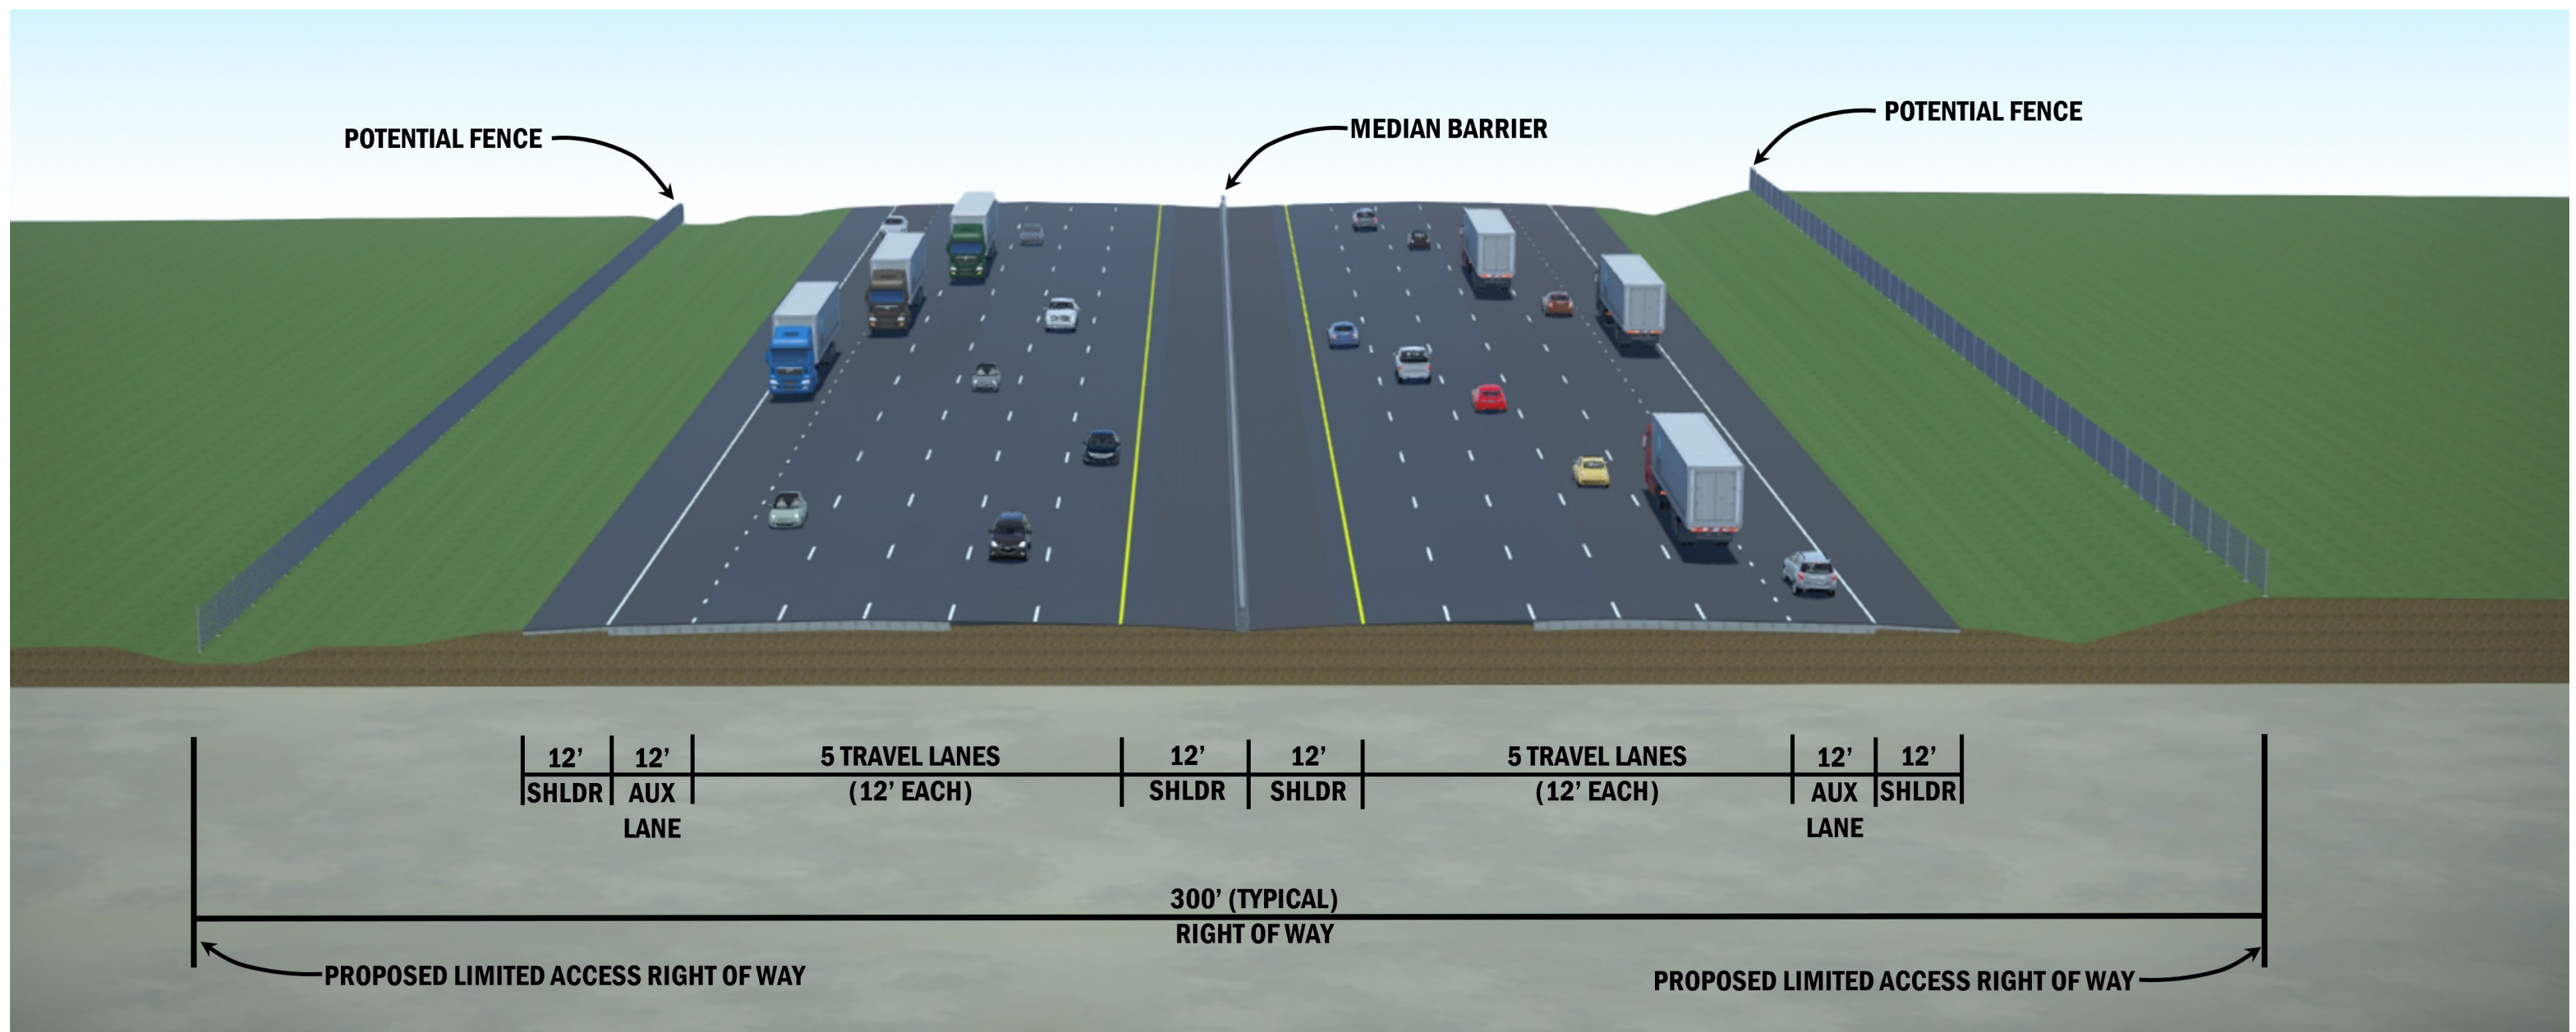 POTENTIAL FENCE
MEDIAN BARRIER
POTENTIAL FENCE
12’
SHLDR
12’
AUX
LANE
5 TRAVEL LANES
(12’ EACH)
12’
SHLDR
12’
SHLDR
5 TRAVEL LANES
(12’ EACH)
12’
AUX
LANE
12’
SHLDR
300’ (TYPICAL)
RIGHT OF WAY
PROPOSED LIMITED ACCESS RIGHT OF WAY
PROPOSED LIMITED ACCESS RIGHT OF WAY